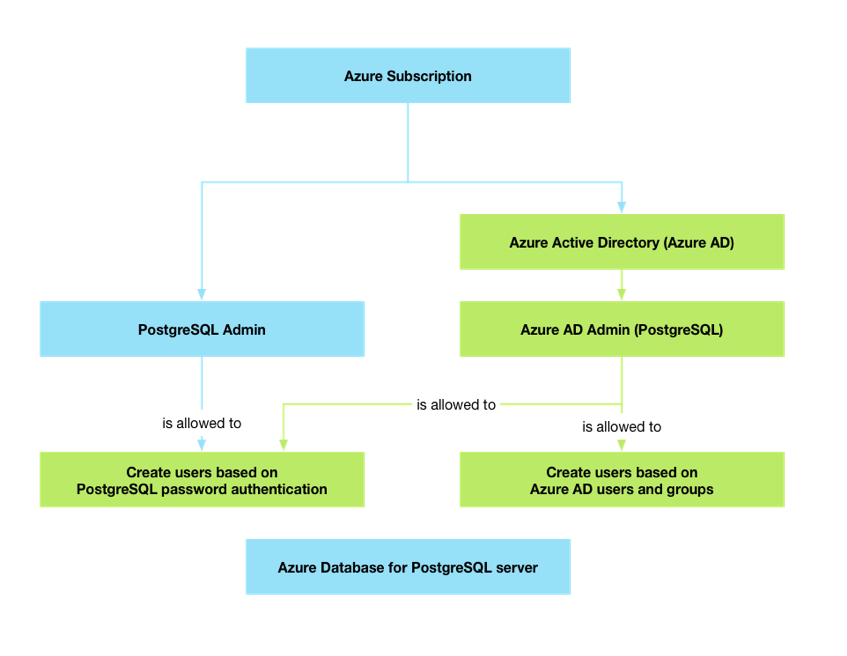 Azure Subscription
Azure Active Directory (Azure AD)
PostgreSQL Admin
Azure AD Admin (PostgreSQL)
is allowed to
is allowed to
is allowed to
Create users based on
PostgreSQL password authentication
Create users based on
Azure AD users and groups
Azure Database for PostgreSQL server